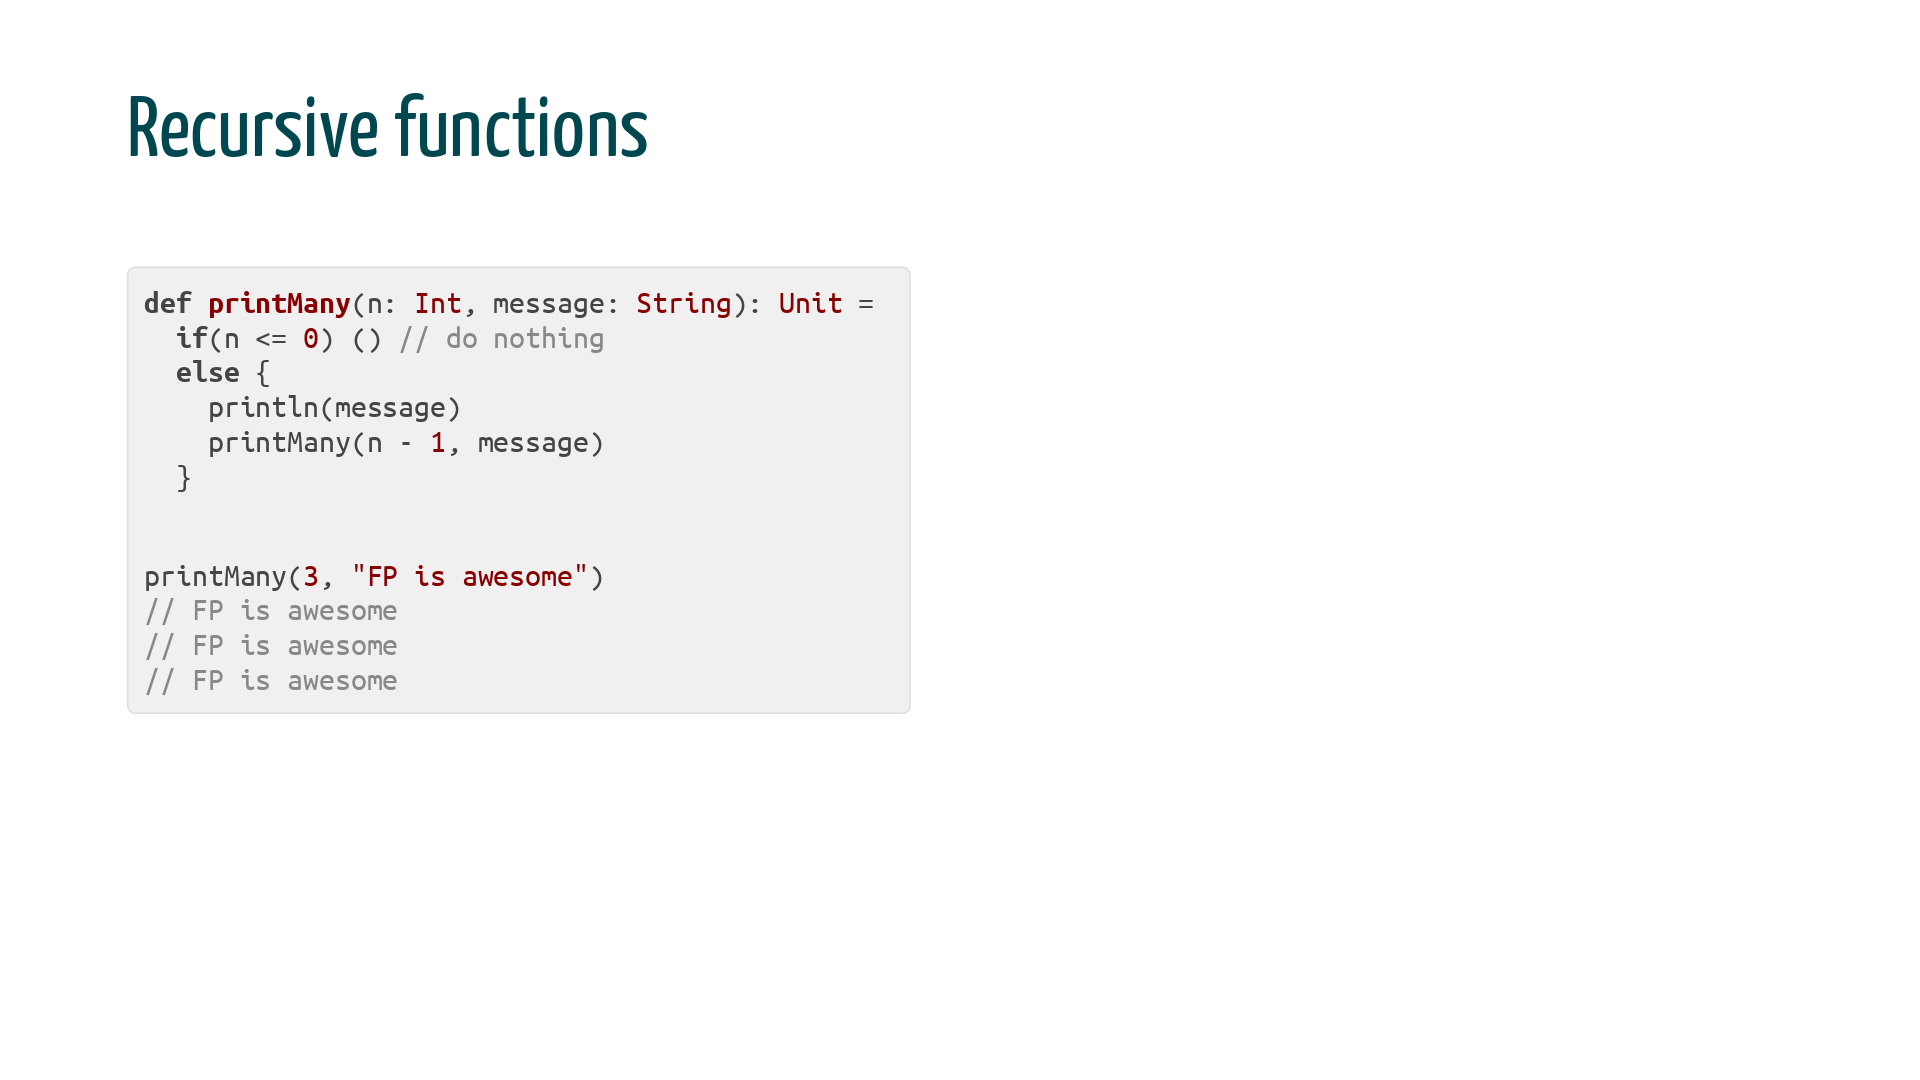 Recursive functions
def printMany(n: Int, message: String): Unit =
  if(n <= 0) () // do nothing
  else {
    println(message)
    printMany(n - 1, message)
  }
printMany(3, "FP is awesome")
// FP is awesome
// FP is awesome
// FP is awesome